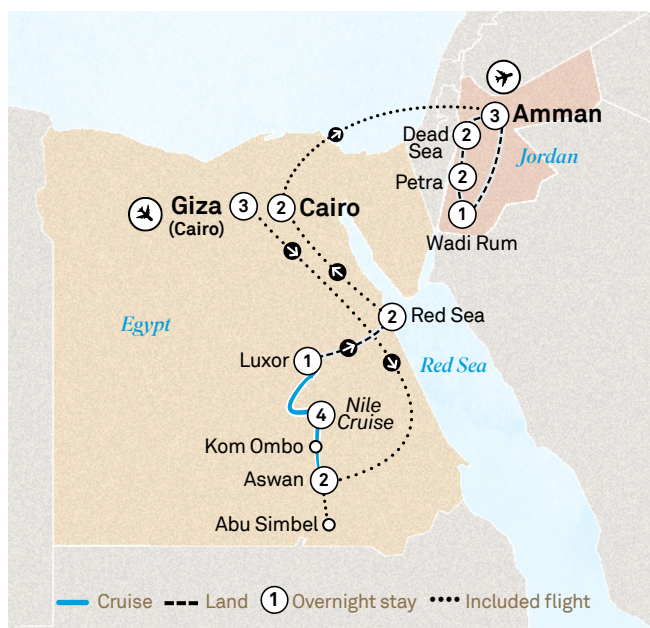 3
Amman
Dead
Sea
2
Jordan
Petra
2
1
Wadi Rum
Giza
(Cairo)
3
2
Cairo
Egypt
2
Red Sea
Luxor
1
Red Sea
4
Nile
Cruise
Kom Ombo
Aswan
2
Abu Simbel
Cruise
Land
1
Overnight stay
Included flight